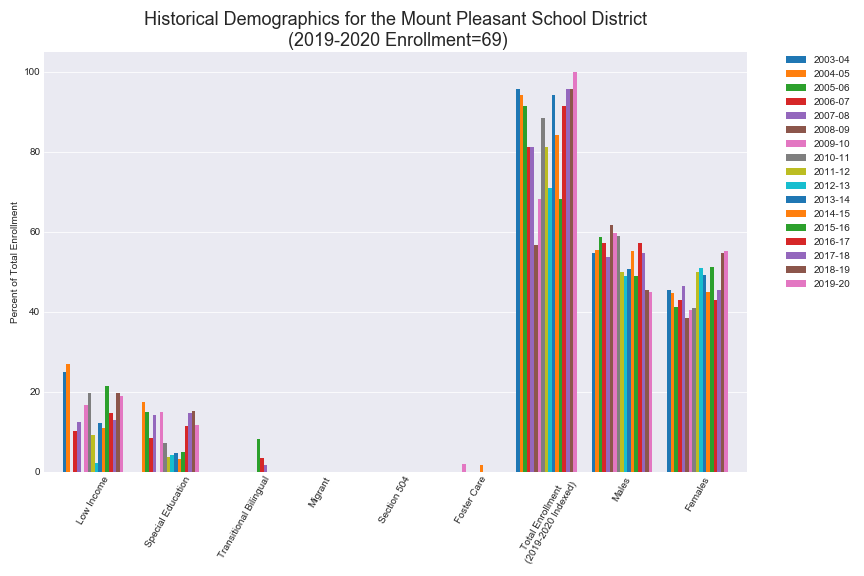 Historical Demographics for the Mount Pleasant School District
(2019-2020 Enrollment=69)
Percent of Total Enrollment
100
80
60
40
20
0
Low Income
Special Education
Transitional Bilingual
Migrant
Section 504
Foster Care
Total Enrollment
(2019-2020 Indexed)
Males
Females
2003-04
2004-05
2005-06
2006-07
2007-08
2008-09
2009-10
2010-11
2011-12
2012-13
2013-14
2014-15
2015-16
2016-17
2017-18
2018-19
2019-20